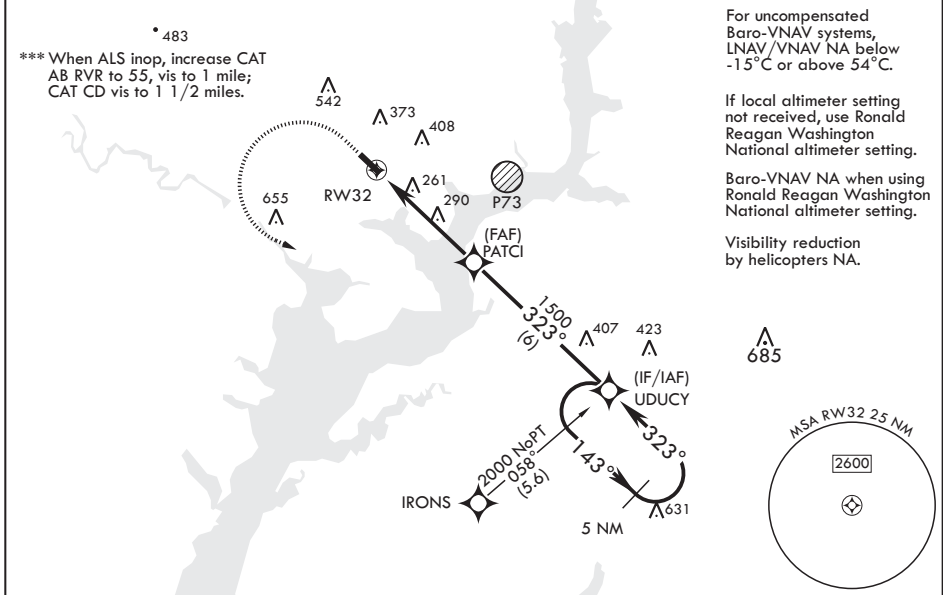 483
*** When ALS inop, increase CAT
AB RVR to 55, vis to 1 mile;
CAT CD vis to 1 1/2 miles.
For uncompensated
Baro-VNAV systems,
LNAV/VNAV NA below
-15°C or above 54°C.
If local altimeter setting
not received, use Ronald
Reagan Washington
National altimeter setting.
Baro-VNAV NA when using
Ronald Reagan Washington
National altimeter setting.
Visibility reduction
by helicopters NA.
542
373
408
RW32
261
290
655
P73
(FAF)
PATCI
1500
323°
(6)
407
423
685
(IF/IAF)
UDUCY
323°
143°
2000 NoPT
058°
(5.6)
IRONS
5 NM
631
MSA RW32 25 NM
2600